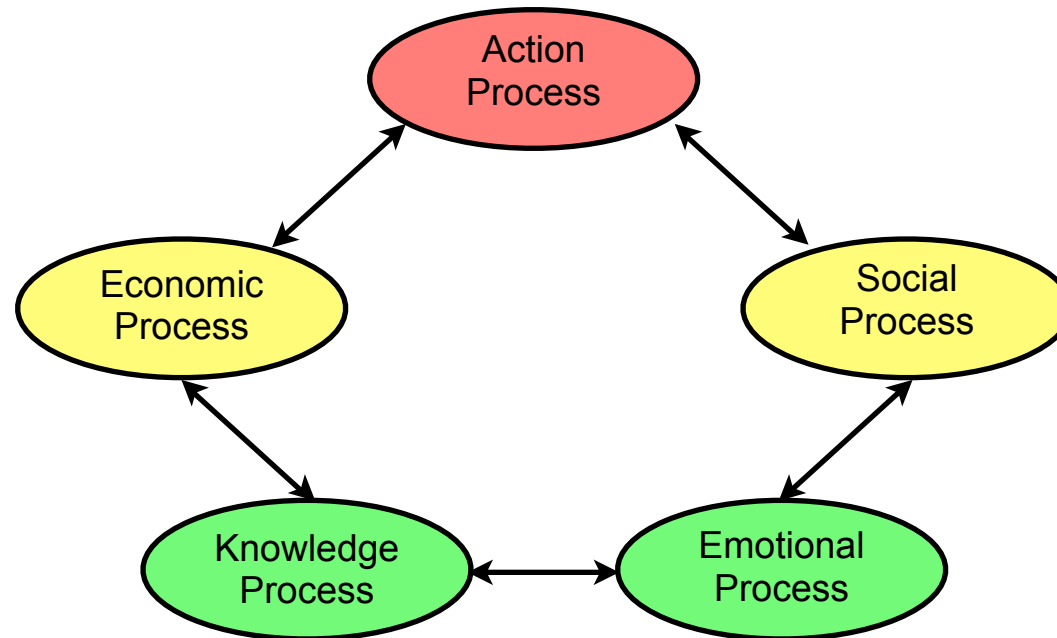 Action
Process
Economic
Process
Social
Process
Knowledge
Process
Emotional
Process